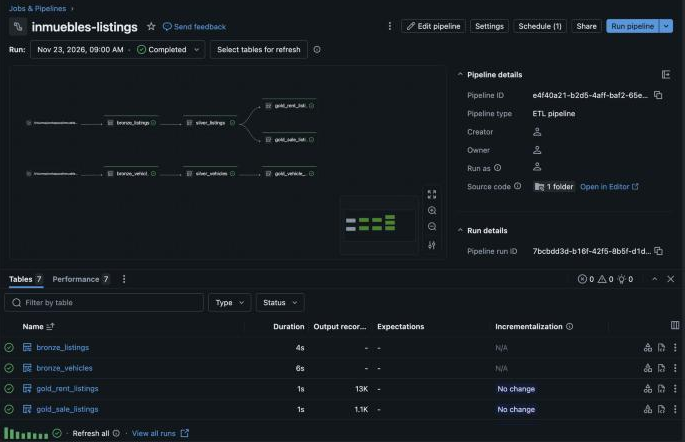 Jobs & Pipelines ›
inmuebles-listings Send feedback
Edit pipeline Settings Schedule (1) Share Run pipeline
Run: Nov 23, 2026, 09:00 AM · Completed Select tables for refresh
Pipeline details
Pipeline ID e4f40a21-b2d5-4aff-baf2-65e...
Pipeline type ETL pipeline
Creator
Owner
Run as
Source code 1 folder Open in Editor
Run details
Pipeline run ID 7bcbdd3d-b16f-42f5-8b5f-d1d...
gold_rent_listi...
bronze_listings silver_listings
gold_sale_listi...
bronze_vehicl... silver_vehicles gold_vehicle_...
Tables 7 Performance 7 0 0 0
Filter by table Type Status
Name Duration Output recor... Expectations Incrementalization
bronze_listings 4s - - N/A
bronze_vehicles 6s - - N/A
gold_rent_listings 1s 13K - No change
gold_sale_listings 1s 1.1K - No change
· Refresh all · View all runs